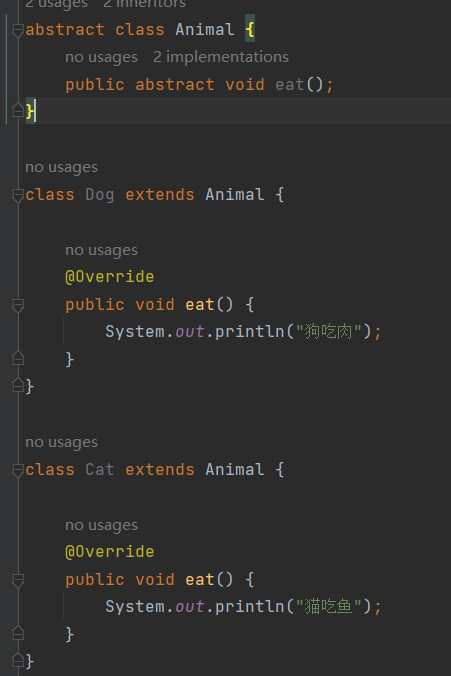 2 usages 2 inheritors
abstract class Animal {
no usages 2 implementations
public abstract void eat();
}
no usages
class Dog extends Animal {
no usages
@Override
public void eat() {
System.out.println("狗吃肉");
}
}
no usages
class Cat extends Animal {
no usages
@Override
public void eat() {
System.out.println("猫吃鱼");
}
}